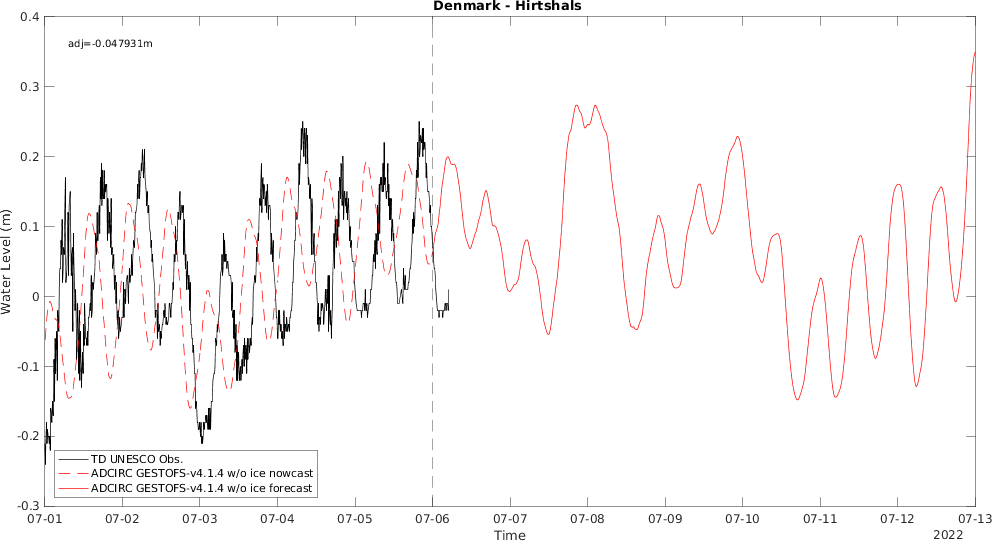 Denmark - Hirtshals
adj=-0.047931m
Water Level (m)
0.4
0.3
0.2
0.1
0
-0.1
-0.2
-0.3
TD UNESCO Obs.
ADCIRC GESTOFS-v4.1.4 w/o ice nowcast
ADCIRC GESTOFS-v4.1.4 w/o ice forecast
07-01 07-02 07-03 07-04 07-05 07-06 07-07 07-08 07-09 07-10 07-11 07-12 07-13
Time
2022